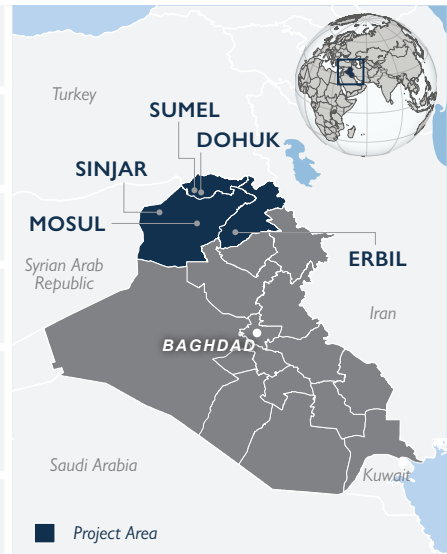 Turkey
SUMEL
DOHUK
SINJAR
MOSUL
ERBIL
Syrian Arab
Republic
Iran
BAGHDAD
Saudi Arabia
Kuwait
Project Area